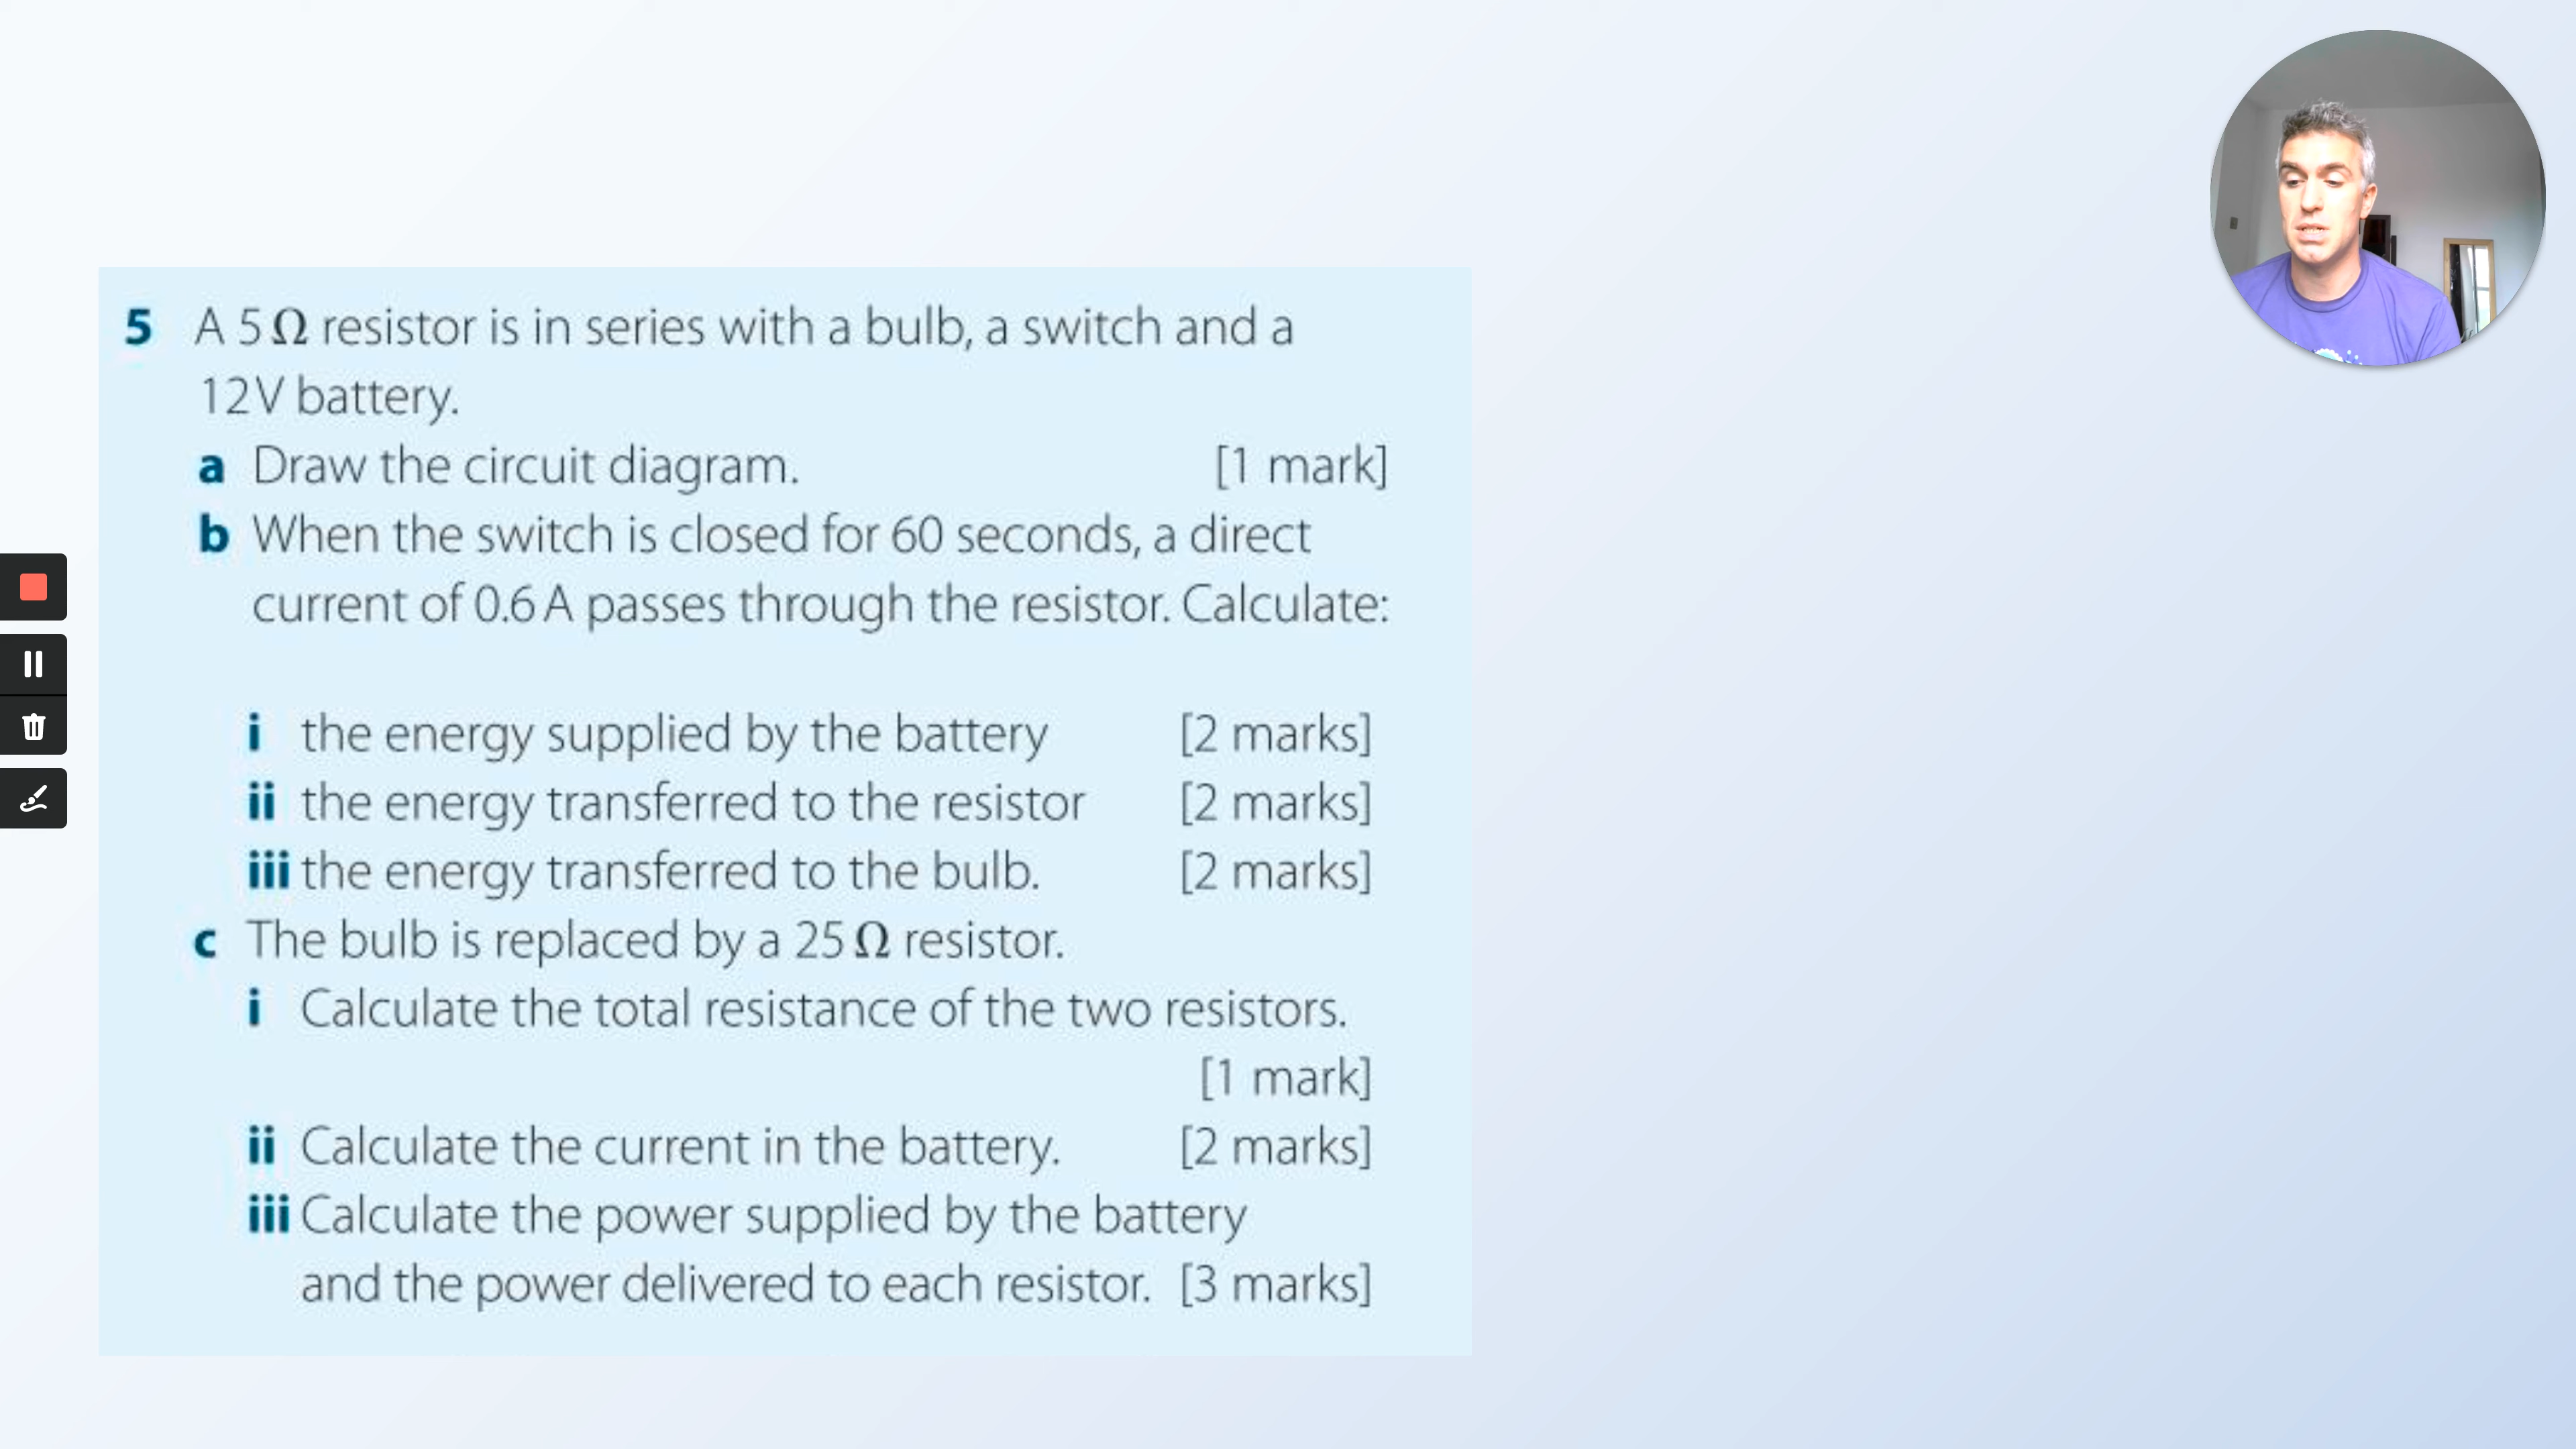 5 A 5 Ω resistor is in series with a bulb, a switch and a
12 V battery.
a Draw the circuit diagram. [1 mark]
b When the switch is closed for 60 seconds, a direct
current of 0.6 A passes through the resistor. Calculate:
i the energy supplied by the battery [2 marks]
ii the energy transferred to the resistor [2 marks]
iii the energy transferred to the bulb. [2 marks]
c The bulb is replaced by a 25 Ω resistor.
i Calculate the total resistance of the two resistors.
[1 mark]
ii Calculate the current in the battery. [2 marks]
iii Calculate the power supplied by the battery
and the power delivered to each resistor. [3 marks]